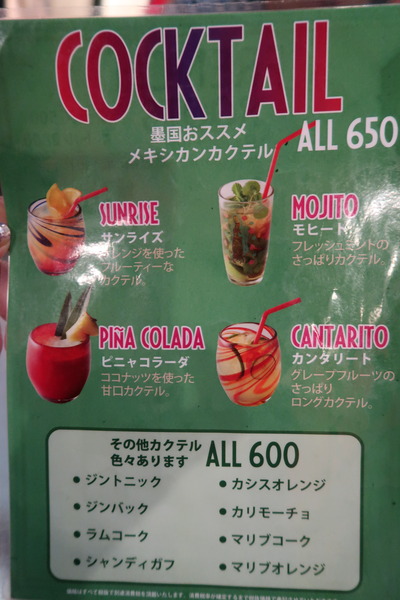 COCKTAIL
墨国おススメ
メキシカンカクテル
ALL 650
SUNRISE
サンライズ
オレンジを使った
フルーティーな
カクテル。
MOJITO
モヒート
フレッシュミントの
さっぱりカクテル。
PIÑA COLADA
ピニャコラーダ
ココナッツを使った
甘口カクテル。
CANTARITO
カンタリート
グレープフルーツの
さっぱり
ロングカクテル。
その他カクテル
色々あります
ALL 600
・ジントニック
・ジンバック
・ラムコーク
・シャンディガフ
・カシスオレンジ
・カリモーチョ
・マリブコーク
・マリブオレンジ